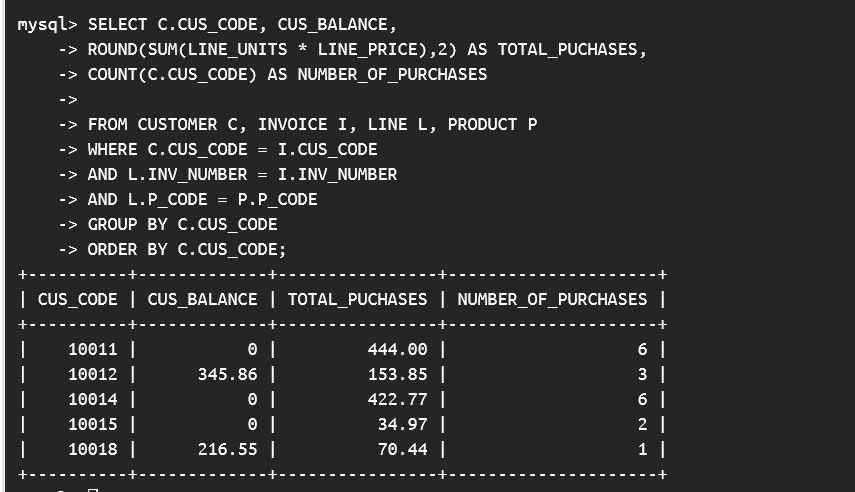 mysql> SELECT C.CUS_CODE, CUS_BALANCE,
    -> ROUND(SUM(LINE_UNITS * LINE_PRICE),2) AS TOTAL_PUCHASES,
    -> COUNT(C.CUS_CODE) AS NUMBER_OF_PURCHASES
    ->
    -> FROM CUSTOMER C, INVOICE I, LINE L, PRODUCT P
    -> WHERE C.CUS_CODE = I.CUS_CODE
    -> AND L.INV_NUMBER = I.INV_NUMBER
    -> AND L.P_CODE = P.P_CODE
    -> GROUP BY C.CUS_CODE
    -> ORDER BY C.CUS_CODE;
+----------+-------------+----------------+---------------------+
| CUS_CODE | CUS_BALANCE | TOTAL_PUCHASES | NUMBER_OF_PURCHASES |
+----------+-------------+----------------+---------------------+
|    10011 |           0 |         444.00 |                   6 |
|    10012 |      345.86 |         153.85 |                   3 |
|    10014 |           0 |         422.77 |                   6 |
|    10015 |           0 |          34.97 |                   2 |
|    10018 |      216.55 |          70.44 |                   1 |
+----------+-------------+----------------+---------------------+